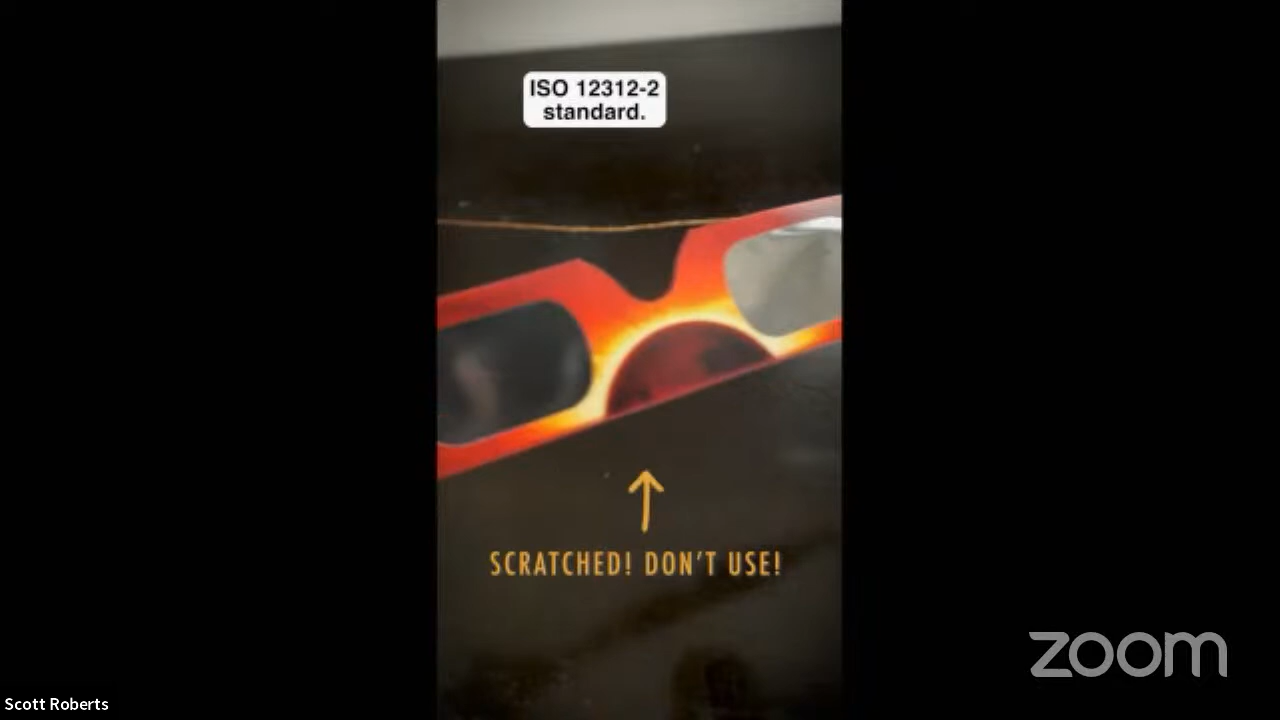 ISO 12312-2
standard.
SCRATCHED! DON'T USE!
zoom
Scott Roberts